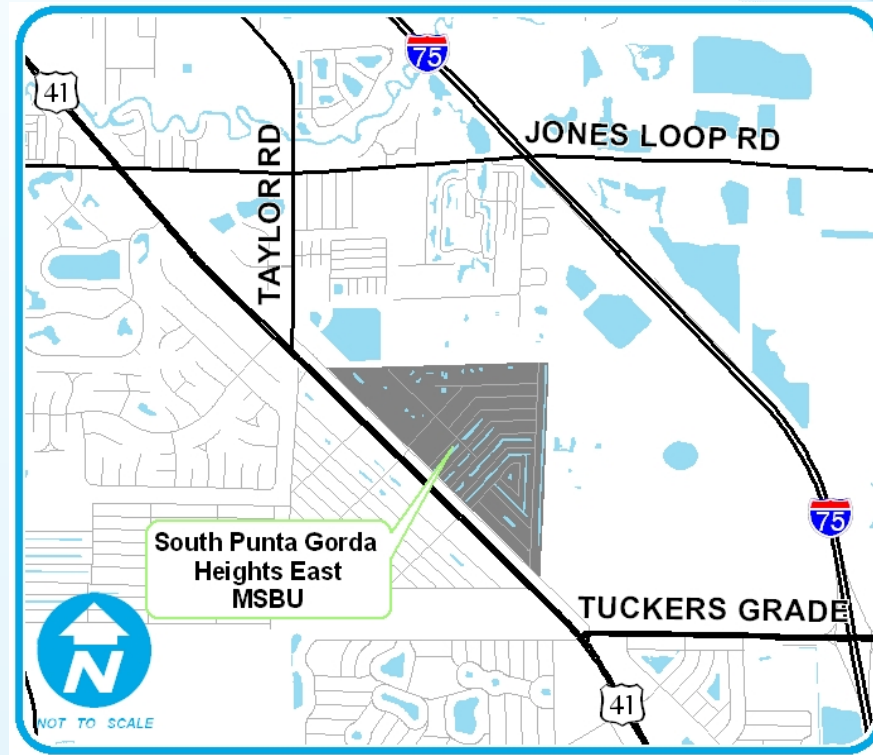 75
41
JONES LOOP RD
TAYLOR RD
South Punta Gorda
Heights East
MSBU
75
TUCKERS GRADE
N
41
NOT TO SCALE